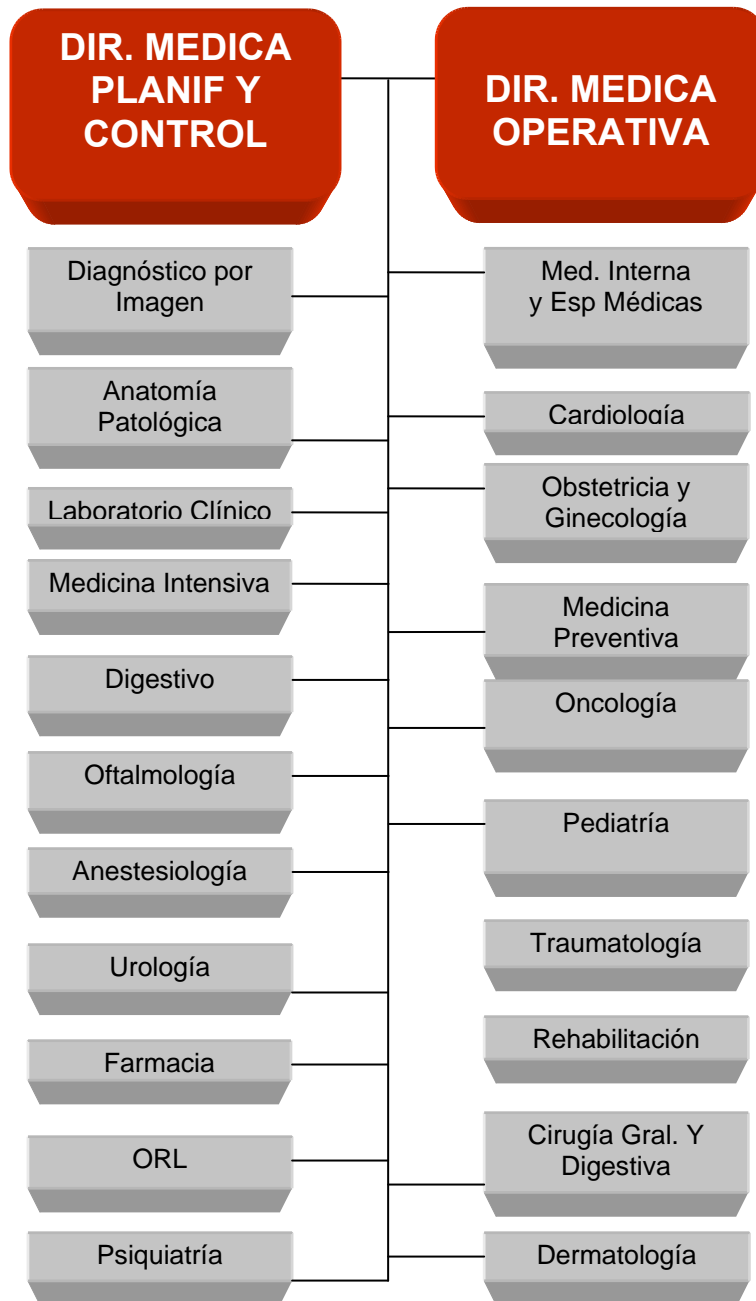 DIR. MEDICA
PLANIF Y
CONTROL
DIR. MEDICA
OPERATIVA
Diagnóstico por
Imagen
Anatomía
Patológica
Laboratorio Clínico
Medicina Intensiva
Digestivo
Oftalmología
Anestesiología
Urología
Farmacia
ORL
Psiquiatría
Med. Interna
y Esp Médicas
Cardiología
Obstetricia y
Ginecología
Medicina
Preventiva
Oncología
Pediatría
Traumatología
Rehabilitación
Cirugía Gral. Y
Digestiva
Dermatología